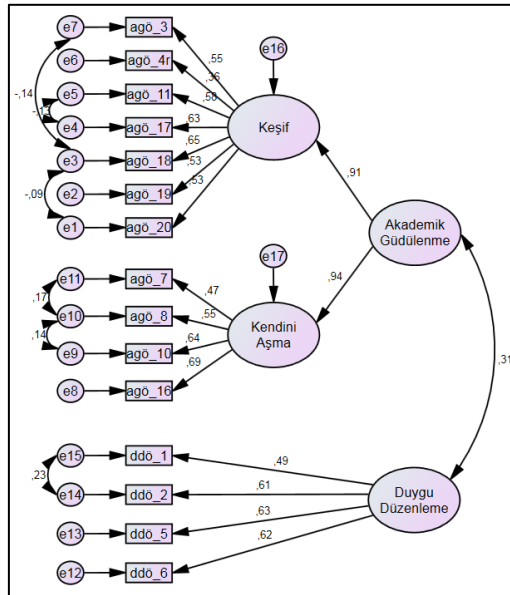 e7 agö_3
e6 agö_4r
e5 agö_11
e4 agö_17
e3 agö_18
e2 agö_19
e1 agö_20
-,14
-,13
-,09
,55
,36
,58
,63
,65
,53
,53
e16
Keşif
,91
Akademik
Güdülenme
e11 agö_7
e10 agö_8
e9 agö_10
e8 agö_16
,17
,14
,47
,55
,64
,69
e17
Kendini
Aşma
,94
,31
e15 ddö_1
e14 ddö_2
e13 ddö_5
e12 ddö_6
,23
,49
,61
,63
,62
Duygu
Düzenleme